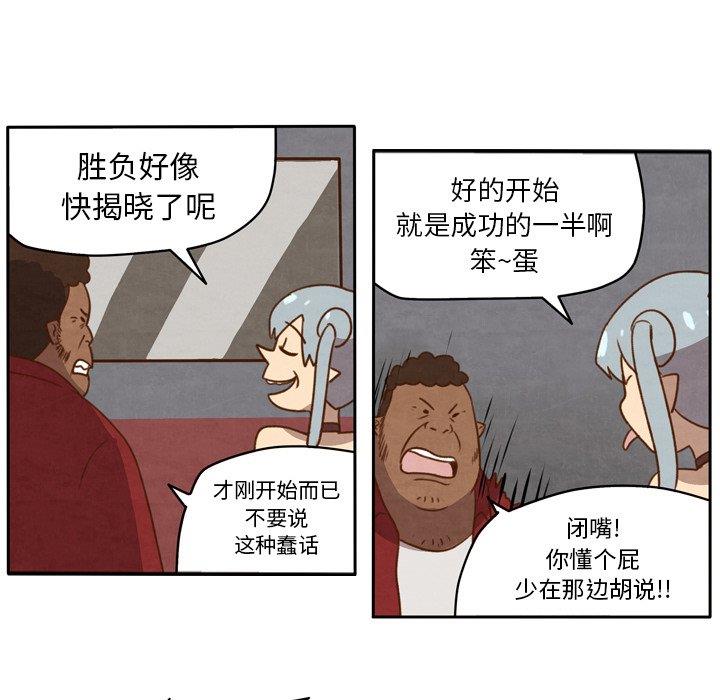 胜负好像
快揭晓了呢
才刚开始而已
不要说
这种蠢话
好的开始
就是成功的一半啊
笨~蛋
闭嘴!
你懂个屁
少在那边胡说!!